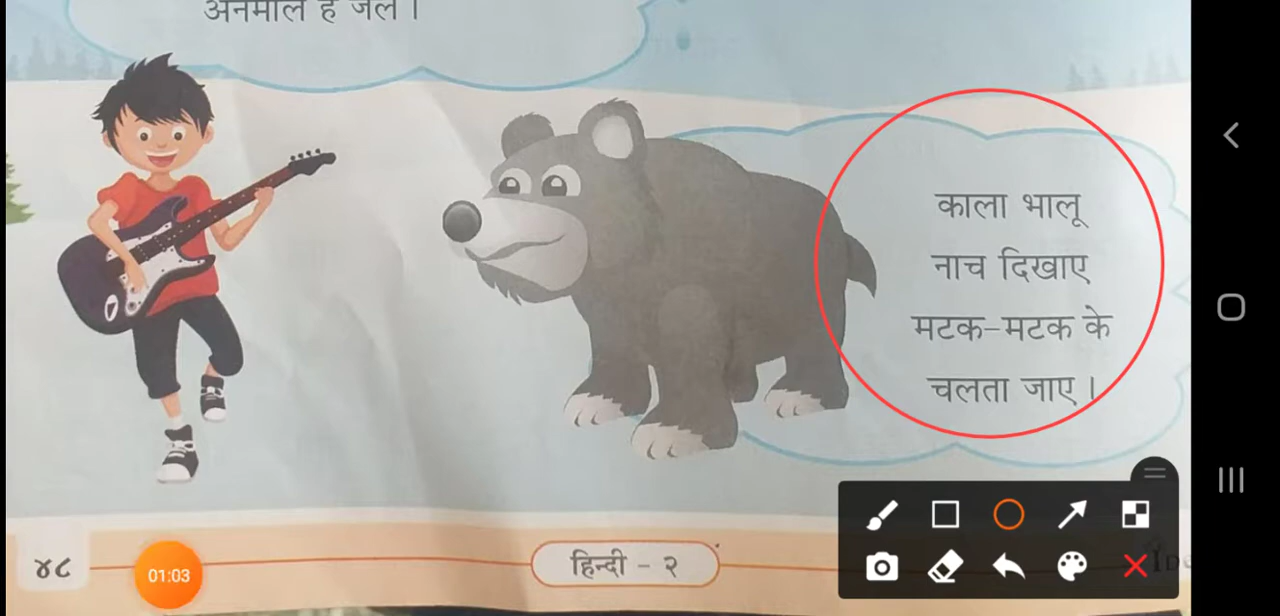 अनमोल है जल ।
काला भालू
नाच दिखाए
मटक-मटक के
चलता जाए ।
४८
01:03
हिन्दी - २